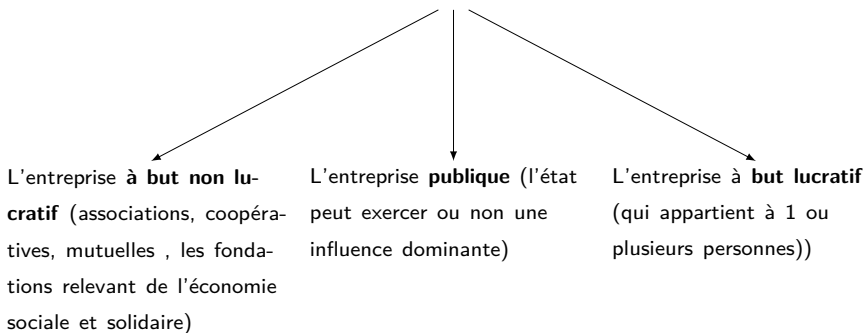 L'entreprise à but non lu-
cratif (associations, coopéra-
tives, mutuelles , les fonda-
tions relevant de l'économie
sociale et solidaire)
L'entreprise publique (l'état
peut exercer ou non une
influence dominante)
L'entreprise à but lucratif
(qui appartient à 1 ou
plusieurs personnes))